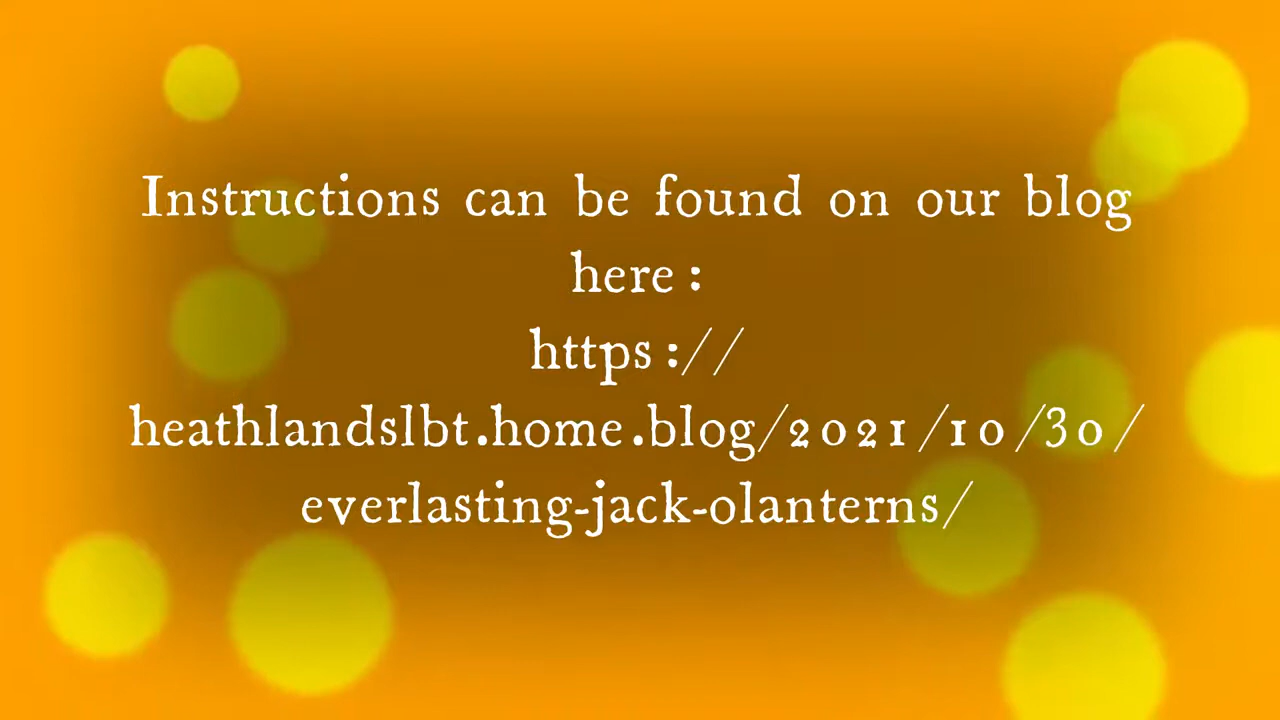 Instructions can be found on our blog
here:
https://
heathlandslbt.home.blog/2021/10/30/
everlasting-jack-olanterns/